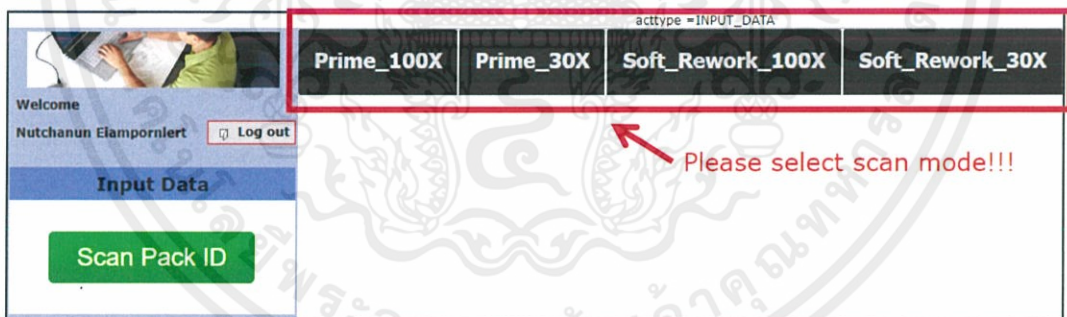 acttype =INPUT_DATA
Prime_100X Prime_30X Soft_Rework_100X Soft_Rework_30X
Welcome
Nutchanun Eiampornlert Log out
Please select scan mode!!!
Input Data
Scan Pack ID